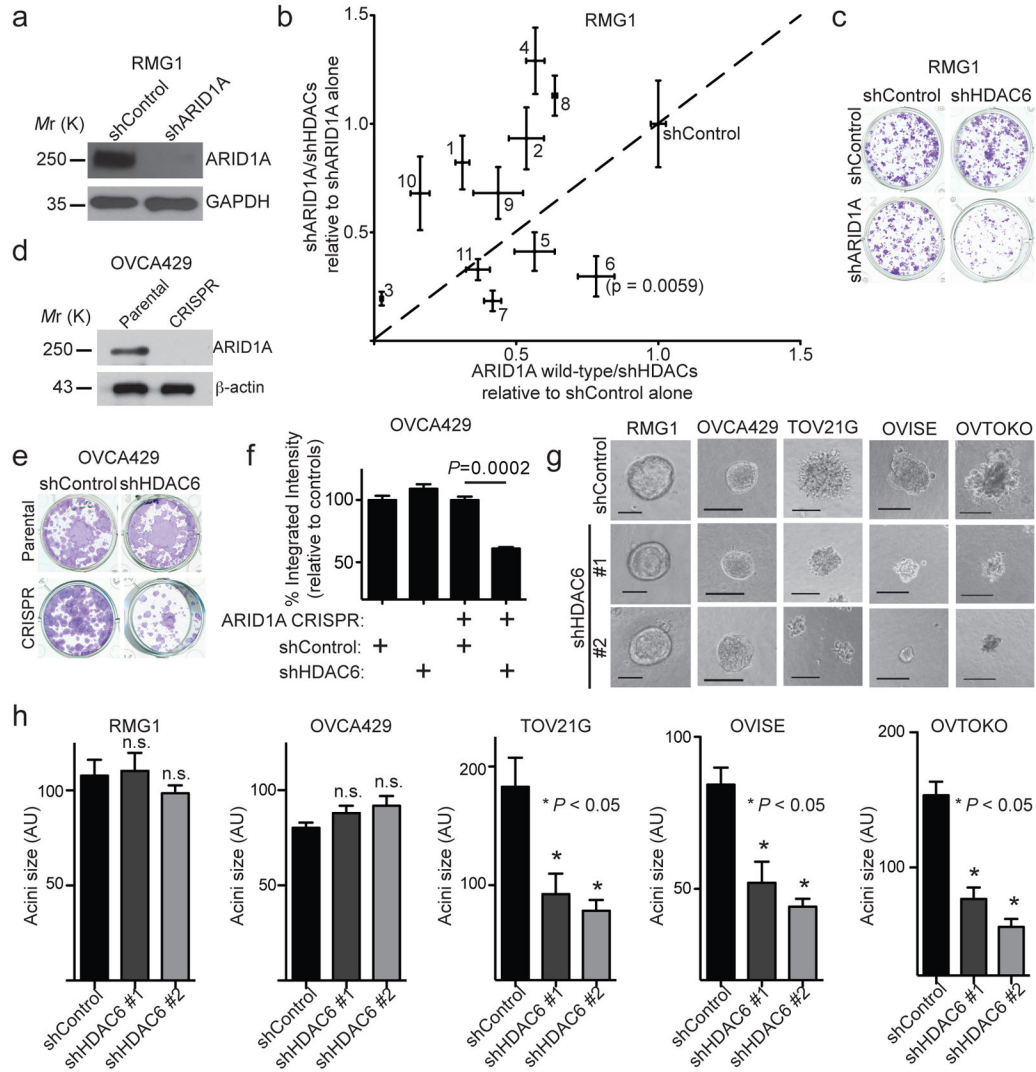 a
RMG1
shControl
shARID1A
Mr (K)
250
ARID1A
35
GAPDH
b
RMG1
shARID1A/shHDACs
relative to shARID1A alone
1.5
1.0
0.5
4
8
1
2
10
9
5
11
6
(p = 0.0059)
3
7
shControl
0.5
1.0
1.5
ARID1A wild-type/shHDACs
relative to shControl alone
c
RMG1
shControl shHDAC6
shControl
shARID1A
d
OVCA429
Parental
CRISPR
Mr (K)
250
ARID1A
43
β-actin
e
OVCA429
shControl shHDAC6
Parental
CRISPR
f
OVCA429
% Integrated Intensity
(relative to controls)
P=0.0002
100
50
ARID1A CRISPR: + +
shControl: + +
shHDAC6: + +
g
RMG1 OVCA429 TOV21G OVISE OVTOKO
shControl
shHDAC6
#1
#2
h
RMG1
Acini size (AU)
100
50
n.s.
n.s.
shControl
shHDAC6 #1
shHDAC6 #2
OVCA429
Acini size (AU)
100
50
n.s.
n.s.
shControl
shHDAC6 #1
shHDAC6 #2
TOV21G
Acini size (AU)
200
100
* P < 0.05
*
*
shControl
shHDAC6 #1
shHDAC6 #2
OVISE
Acini size (AU)
100
50
* P < 0.05
*
*
shControl
shHDAC6 #1
shHDAC6 #2
OVTOKO
Acini size (AU)
200
100
* P < 0.05
*
*
shControl
shHDAC6 #1
shHDAC6 #2